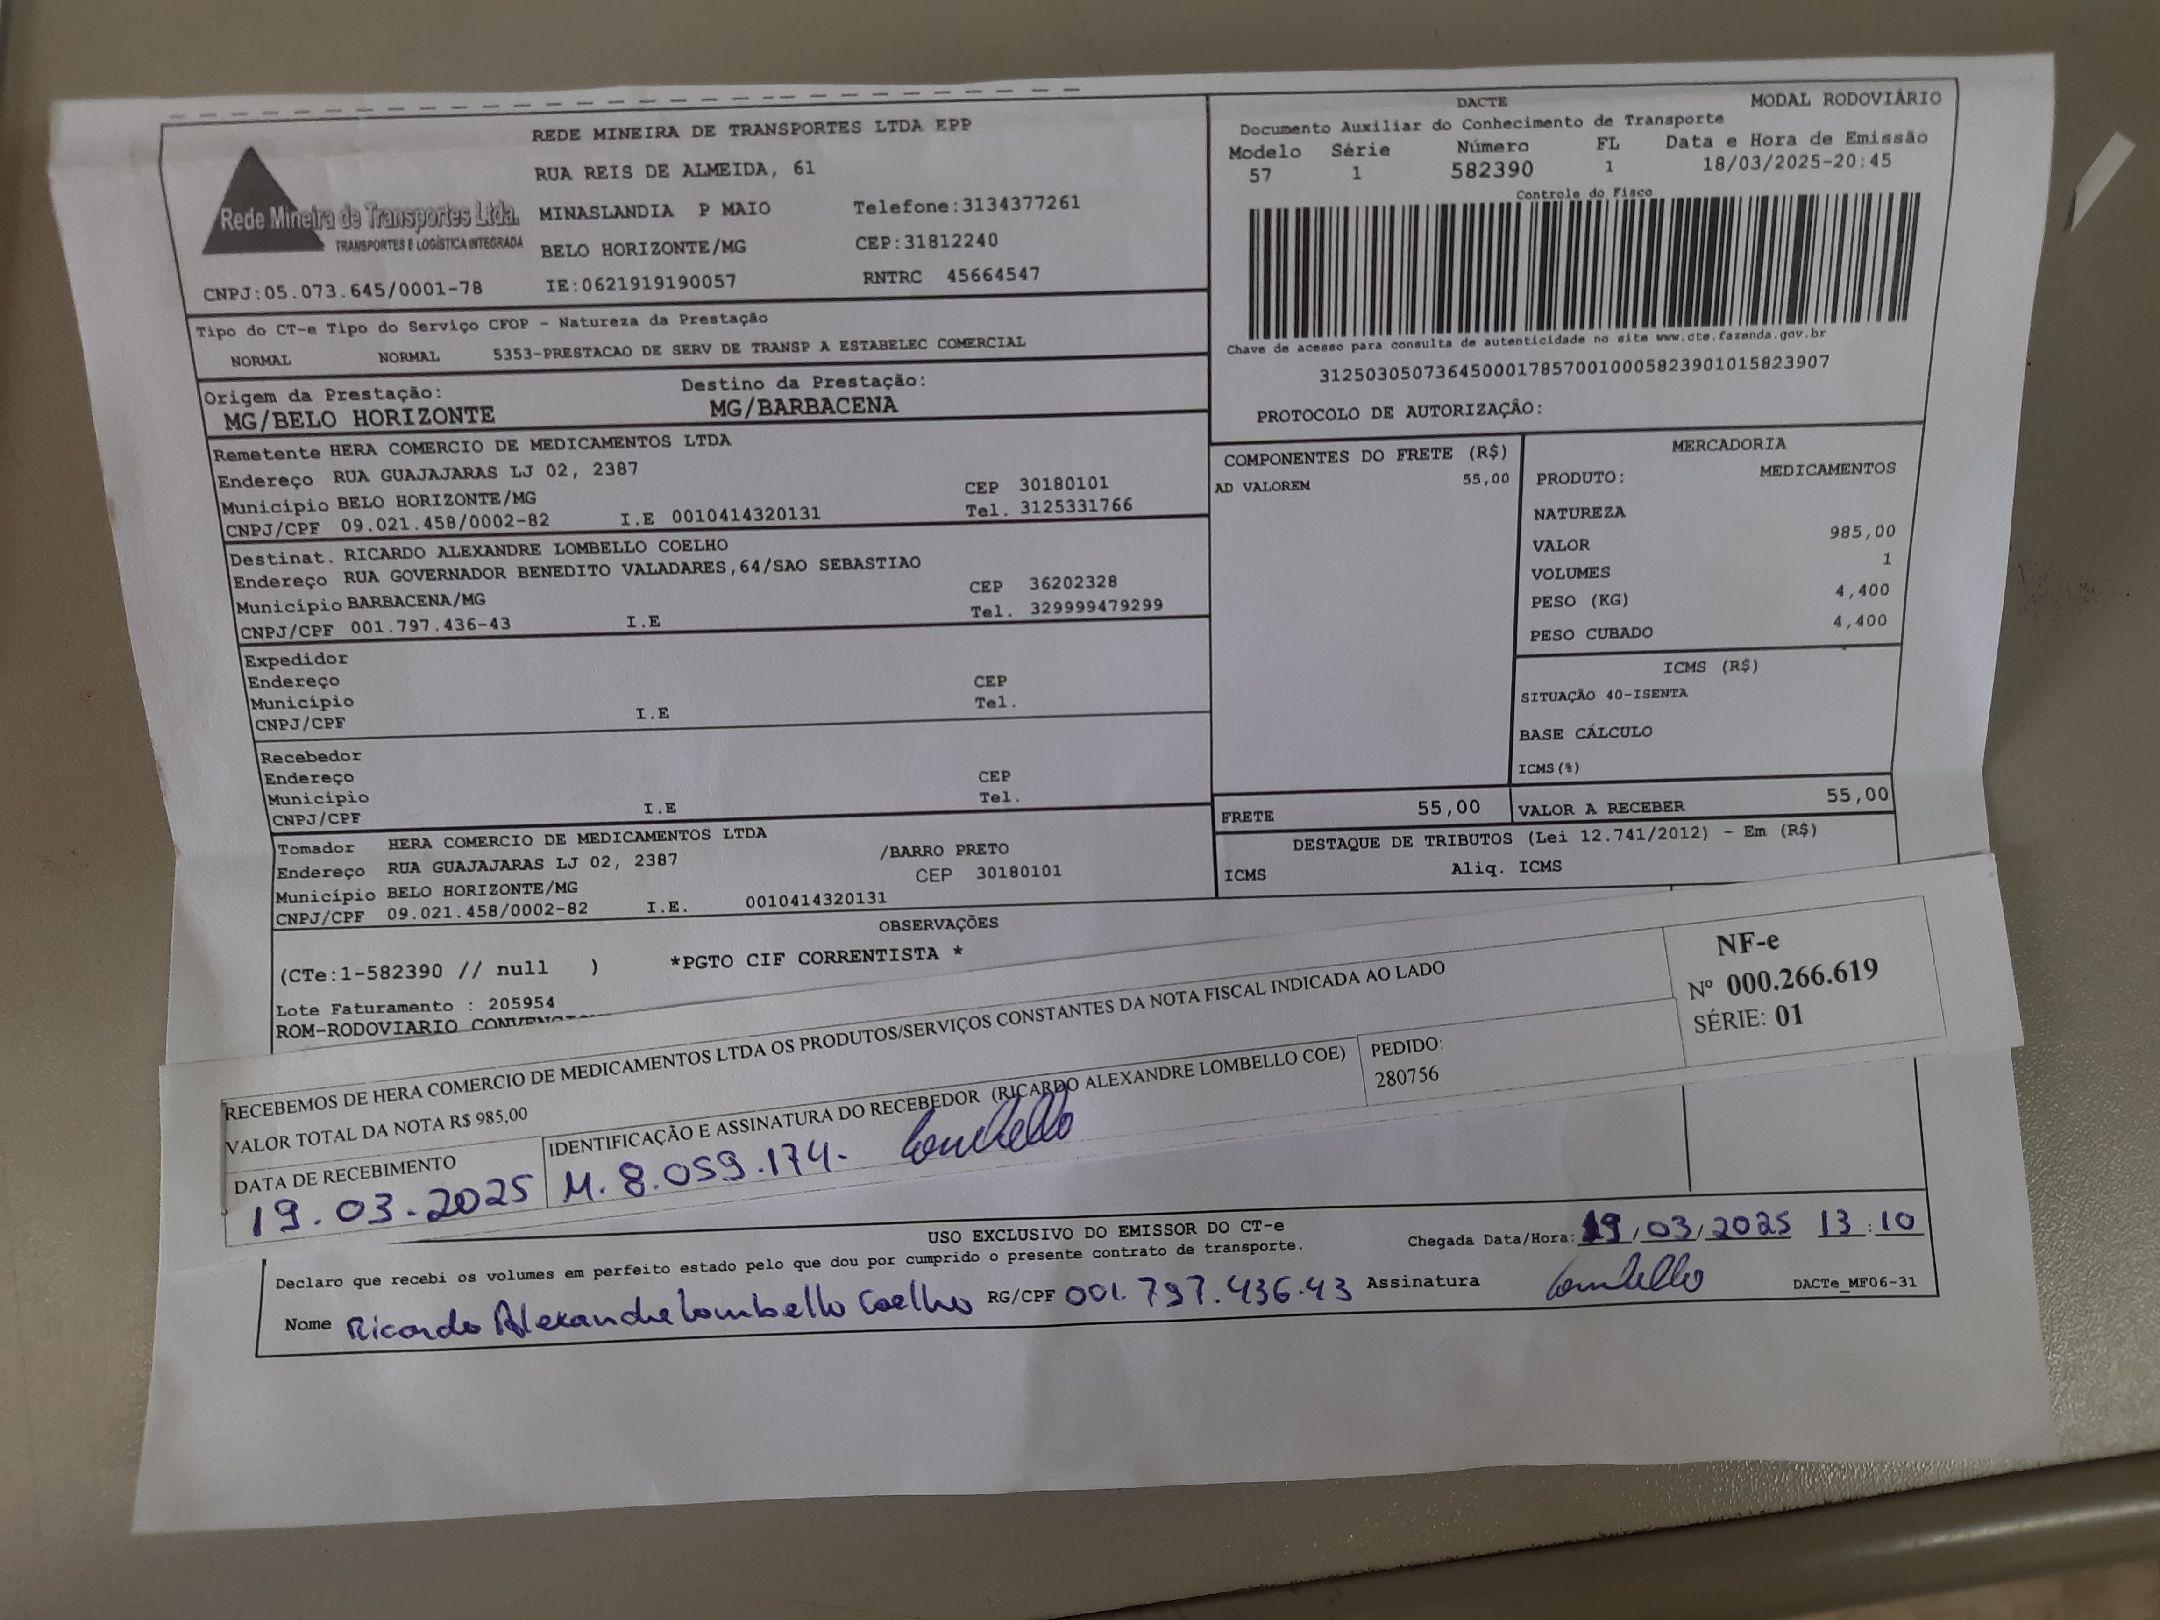 REDE MINEIRA DE TRANSPORTES LTDA EPP
RUA REIS DE ALMEIDA, 61
MINASLANDIA P MAIO Telefone:3134377261
BELO HORIZONTE/MG CEP:31812240
Rede Mineira de Transportes Ltda.
TRANSPORTES E LOGÍSTICA INTEGRADA
CNPJ:05.073.645/0001-78 IE:0621919190057 RNTRC 45664547
DACTE MODAL RODOVIÁRIO
Documento Auxiliar do Conhecimento de Transporte
Modelo Série Número FL Data e Hora de Emissão
57 1 582390 1 18/03/2025-20:45
Controle do Fisco
Chave de acesso para consulta de autenticidade no site www.cte.fazenda.gov.br
31250305073645000178570010005823901015823907
PROTOCOLO DE AUTORIZAÇÃO:
Tipo do CT-e Tipo do Serviço CFOP - Natureza da Prestação
NORMAL NORMAL 5353-PRESTACAO DE SERV DE TRANSP A ESTABELEC COMERCIAL
Origem da Prestação: Destino da Prestação:
MG/BELO HORIZONTE MG/BARBACENA
Remetente HERA COMERCIO DE MEDICAMENTOS LTDA
Endereço RUA GUAJAJARAS LJ 02, 2387
Município BELO HORIZONTE/MG CEP 30180101
CNPJ/CPF 09.021.458/0002-82 I.E 0010414320131 Tel. 3125331766
Destinat. RICARDO ALEXANDRE LOMBELLO COELHO
Endereço RUA GOVERNADOR BENEDITO VALADARES,64/SAO SEBASTIAO
Município BARBACENA/MG CEP 36202328
CNPJ/CPF 001.797.436-43 I.E Tel. 329999479299
Expedidor
Endereço CEP
Município Tel.
CNPJ/CPF I.E
Recebedor
Endereço CEP
Município Tel.
CNPJ/CPF I.E
Tomador HERA COMERCIO DE MEDICAMENTOS LTDA
Endereço RUA GUAJAJARAS LJ 02, 2387 /BARRO PRETO
Município BELO HORIZONTE/MG CEP 30180101
CNPJ/CPF 09.021.458/0002-82 I.E. 0010414320131
COMPONENTES DO FRETE (R$)
AD VALOREM 55,00
MERCADORIA
PRODUTO: MEDICAMENTOS
NATUREZA
VALOR 985,00
VOLUMES 1
PESO (KG) 4,400
PESO CUBADO 4,400
ICMS (R$)
SITUAÇÃO 40-ISENTA
BASE CÁLCULO
ICMS(%)
FRETE 55,00 VALOR A RECEBER 55,00
DESTAQUE DE TRIBUTOS (Lei 12.741/2012) - Em (R$)
ICMS Aliq. ICMS
OBSERVAÇÕES
(CTe:1-582390 // null ) *PGTO CIF CORRENTISTA *
Lote Faturamento : 205954
ROM-RODOVIARIO
RECEBEMOS DE HERA COMERCIO DE MEDICAMENTOS LTDA OS PRODUTOS/SERVIÇOS CONSTANTES DA NOTA FISCAL INDICADA AO LADO
VALOR TOTAL DA NOTA R$ 985,00
NF-e
Nº 000.266.619
SÉRIE: 01
DATA DE RECEBIMENTO IDENTIFICAÇÃO E ASSINATURA DO RECEBEDOR (RICARDO ALEXANDRE LOMBELLO COE) PEDIDO:
280756
19.03.2025 M. 8.059.174- Lombello
USO EXCLUSIVO DO EMISSOR DO CT-e
Declaro que recebi os volumes em perfeito estado pelo que dou por cumprido o presente contrato de transporte. Chegada Data/Hora: 19/03/2025 13:10
Nome Ricardo Alexandre Lombello Coelho RG/CPF 001.797.436.43 Assinatura Lombello DACTe_MF06-31